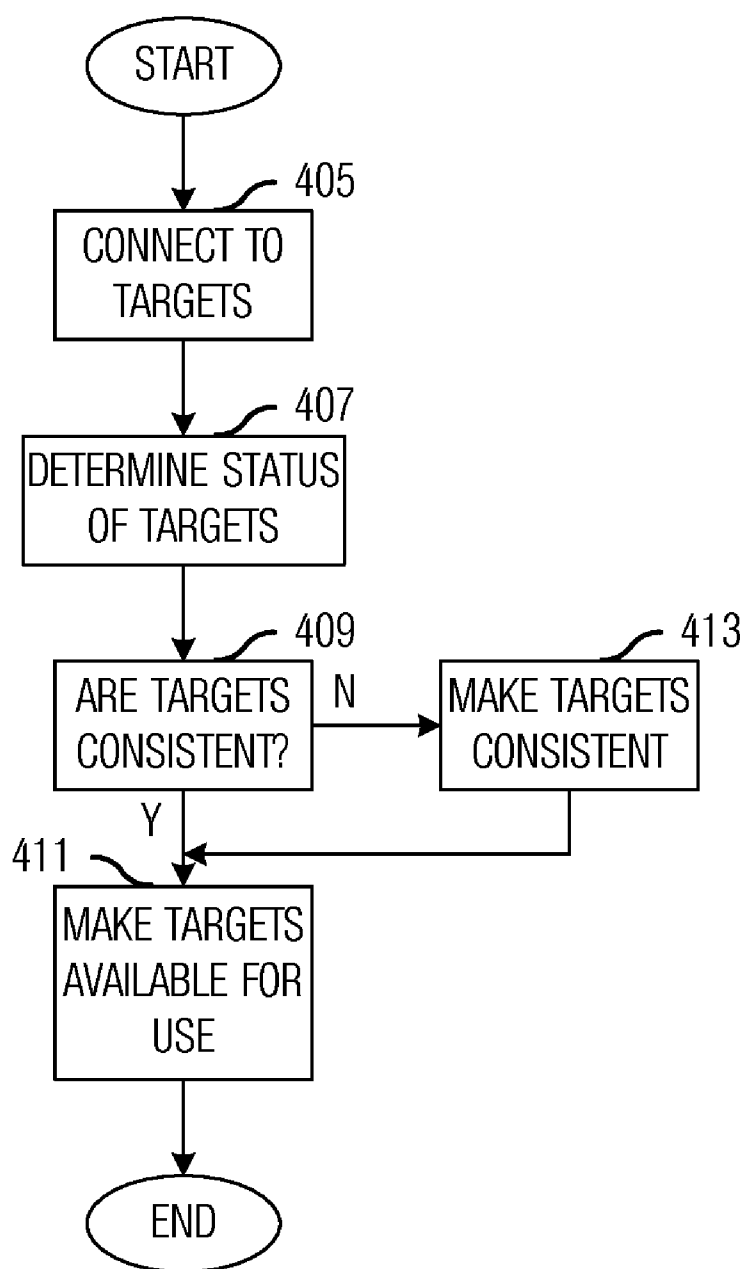 START
405
CONNECT TO
TARGETS
407
DETERMINE STATUS
OF TARGETS
409
ARE TARGETS
CONSISTENT?
N
413
MAKE TARGETS
CONSISTENT
Y
411
MAKE TARGETS
AVAILABLE FOR
USE
END